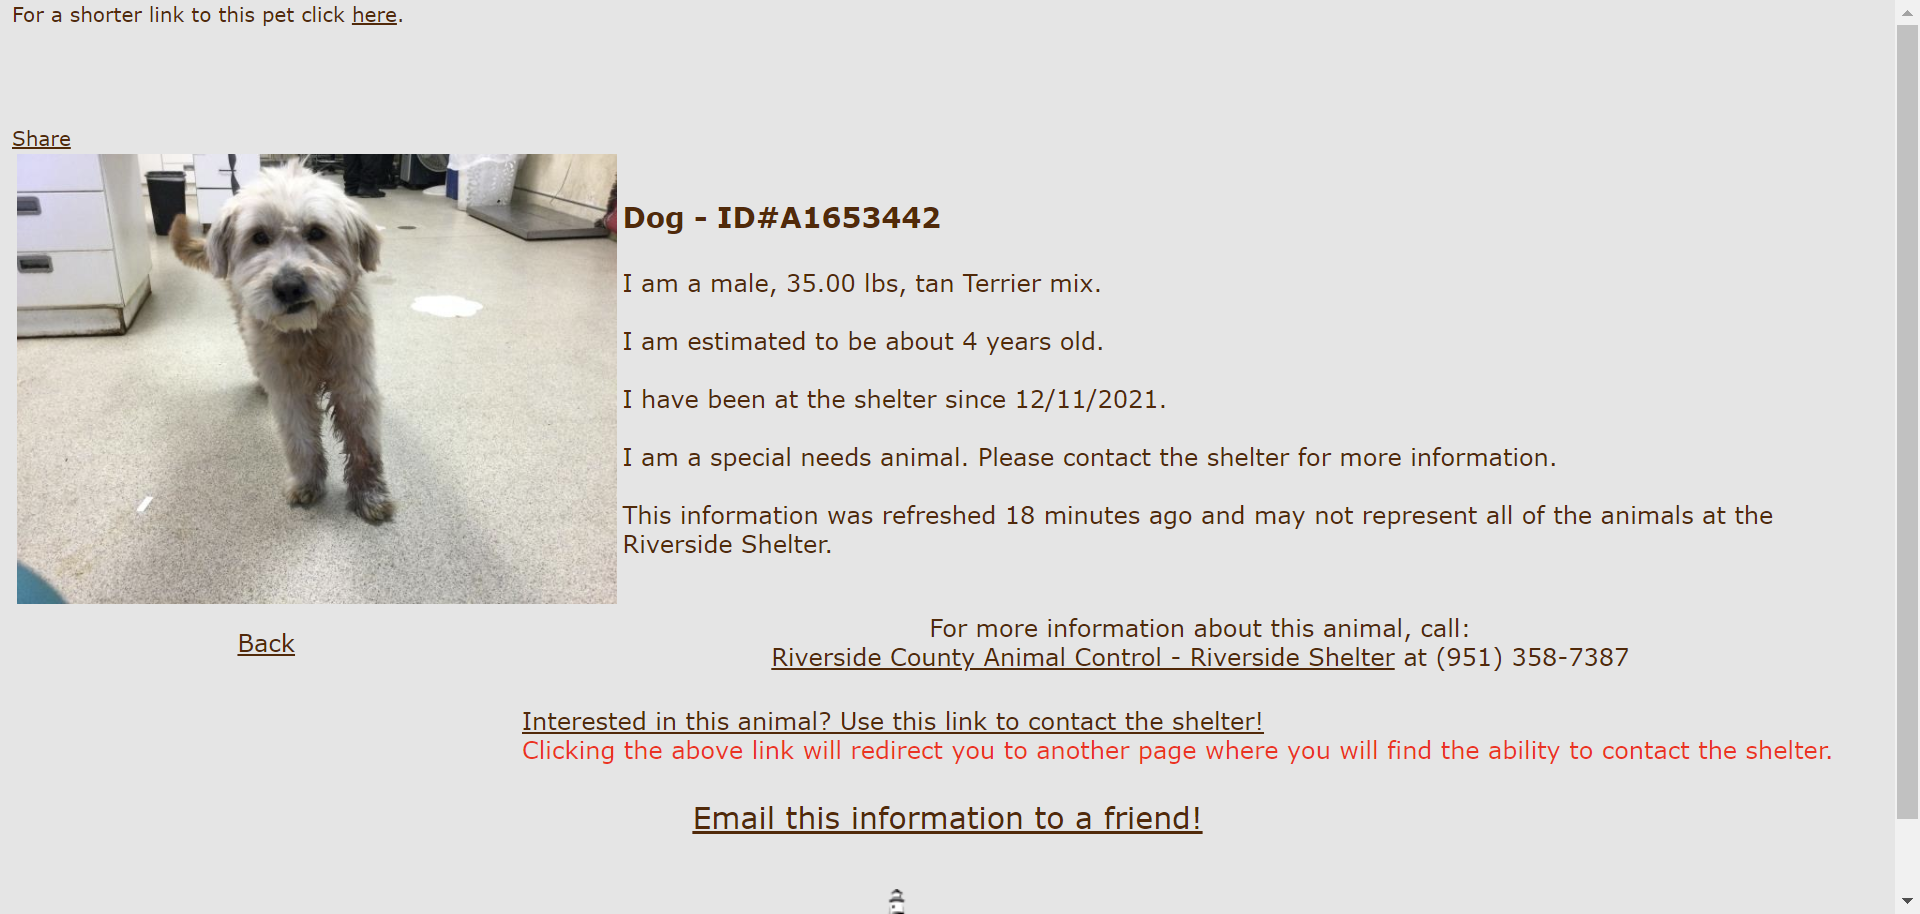 For a shorter link to this pet click here.
Share
Dog - ID#A1653442
I am a male, 35.00 lbs, tan Terrier mix.
I am estimated to be about 4 years old.
I have been at the shelter since 12/11/2021.
I am a special needs animal. Please contact the shelter for more information.
This information was refreshed 18 minutes ago and may not represent all of the animals at the
Riverside Shelter.
Back
For more information about this animal, call:
Riverside County Animal Control - Riverside Shelter at (951) 358-7387
Interested in this animal? Use this link to contact the shelter!
Clicking the above link will redirect you to another page where you will find the ability to contact the shelter.
Email this information to a friend!